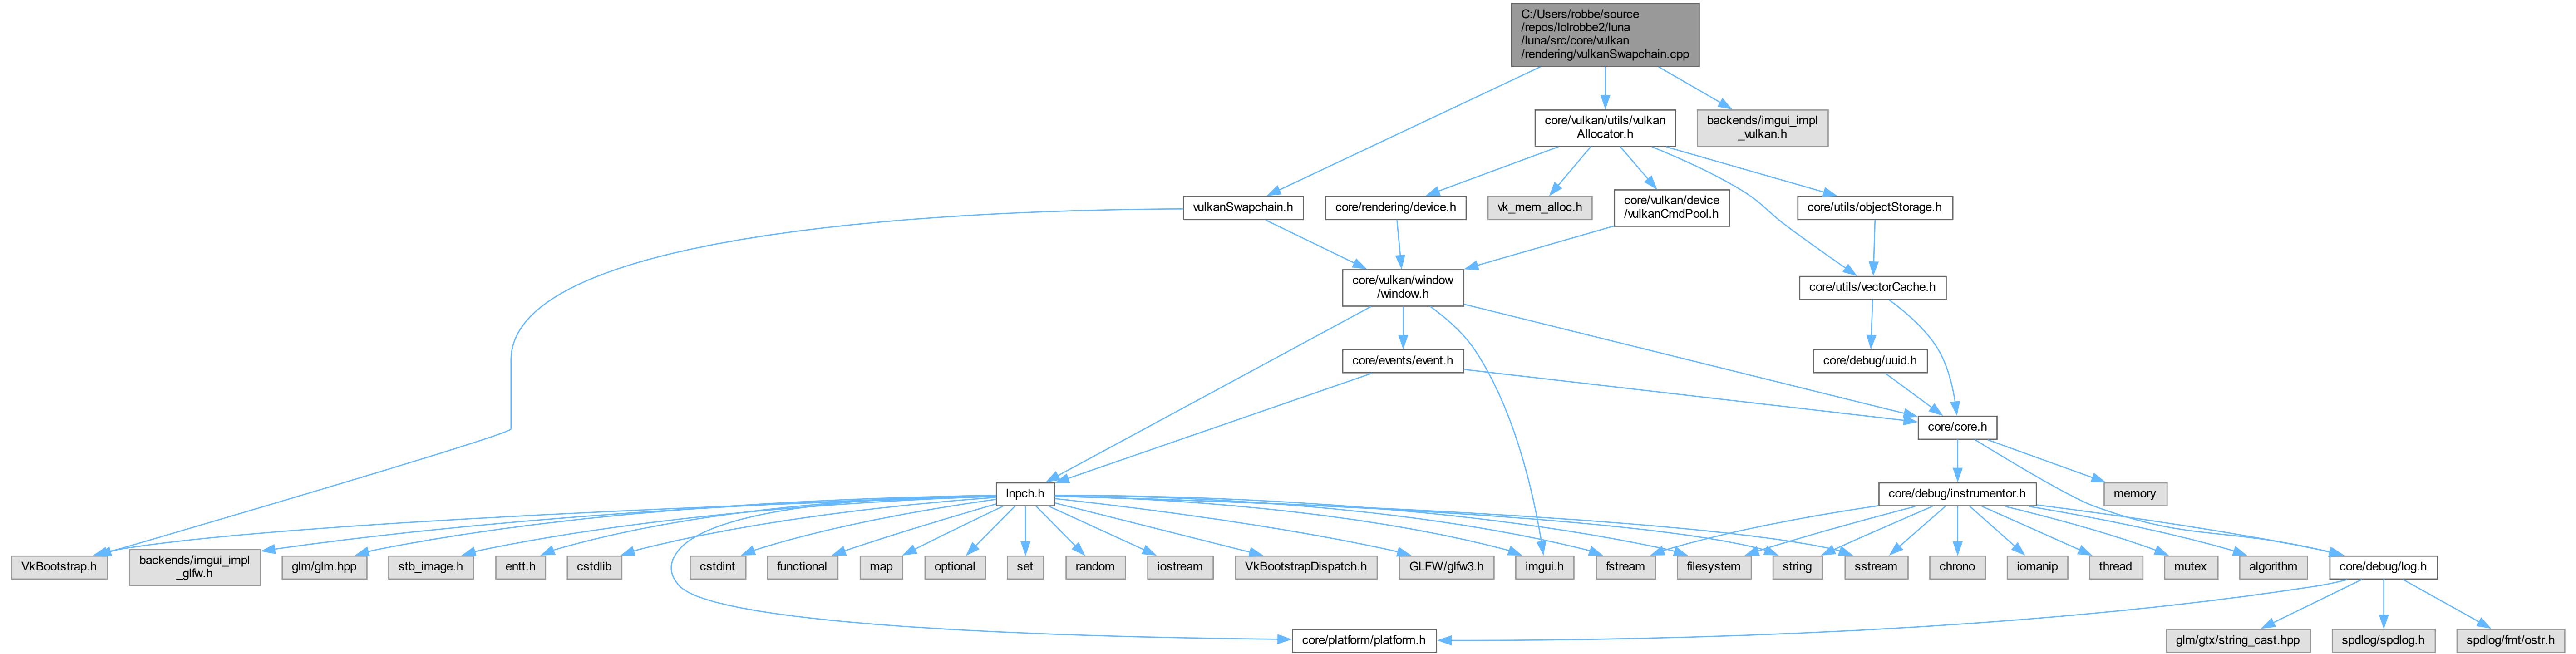 C:/Users/robbe/source
/repos/lolrobbe2/luna
/luna/src/core/vulkan
/rendering/vulkanSwapchain.cpp
core/vulkan/utils/vulkan
Allocator.h
backends/imgui_impl
_vulkan.h
vulkanSwapchain.h
core/rendering/device.h
vk_mem_alloc.h
core/vulkan/device
/vulkanCmdPool.h
core/utils/objectStorage.h
core/vulkan/window
/window.h
core/utils/vectorCache.h
core/events/event.h
core/debug/uuid.h
core/core.h
lnpch.h
core/debug/instrumentor.h
memory
VkBootstrap.h
backends/imgui_impl
_glfw.h
glm/glm.hpp
stb_image.h
entt.h
cstdlib
cstdint
functional
map
optional
set
random
iostream
VkBootstrapDispatch.h
GLFW/glfw3.h
imgui.h
fstream
filesystem
string
sstream
chrono
iomanip
thread
mutex
algorithm
core/debug/log.h
core/platform/platform.h
glm/gtx/string_cast.hpp
spdlog/spdlog.h
spdlog/fmt/ostr.h